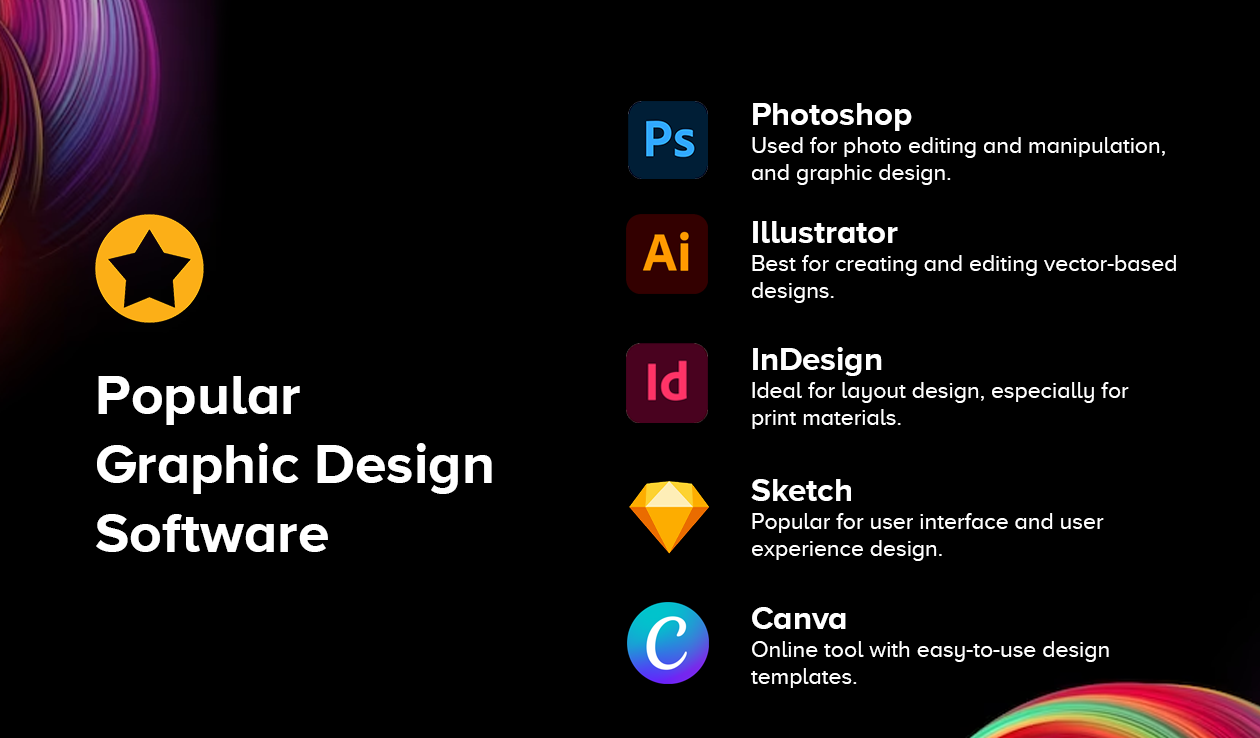 Popular
Graphic Design
Software
Ps
Photoshop
Used for photo editing and manipulation,
and graphic design.
Ai
Illustrator
Best for creating and editing vector-based
designs.
Id
InDesign
Ideal for layout design, especially for
print materials.
Sketch
Popular for user interface and user
experience design.
C
Canva
Online tool with easy-to-use design
templates.